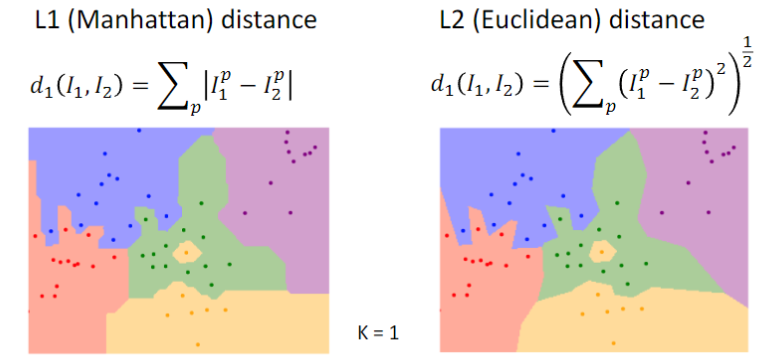 L1 (Manhattan) distance
L2 (Euclidean) distance
d₁(I₁, I₂) = ∑ₚ |I₁ᵖ − I₂ᵖ|
d₁(I₁, I₂) = (∑ₚ (I₁ᵖ − I₂ᵖ)²)^½
K = 1